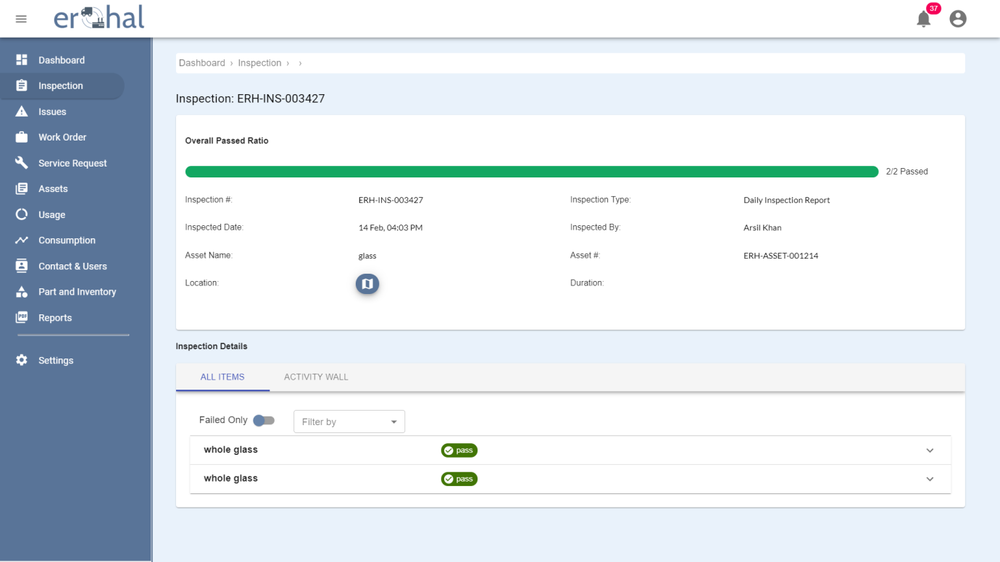 er hal
37
Dashboard
Inspection
Issues
Work Order
Service Request
Assets
Usage
Consumption
Contact & Users
Part and Inventory
PDF Reports
Settings
Dashboard › Inspection › ›
Inspection: ERH-INS-003427
Overall Passed Ratio
2/2 Passed
Inspection #: ERH-INS-003427 Inspection Type: Daily Inspection Report
Inspected Date: 14 Feb, 04:03 PM Inspected By: Arsil Khan
Asset Name: glass Asset #: ERH-ASSET-001214
Location: Duration:
Inspection Details
ALL ITEMS ACTIVITY WALL
Failed Only Filter by
whole glass pass
whole glass pass